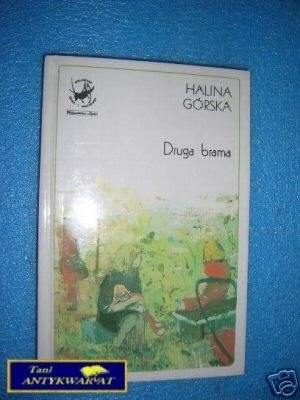 HALINA
GÓRSKA
Druga brama
Tani
ANTYKWARYAT